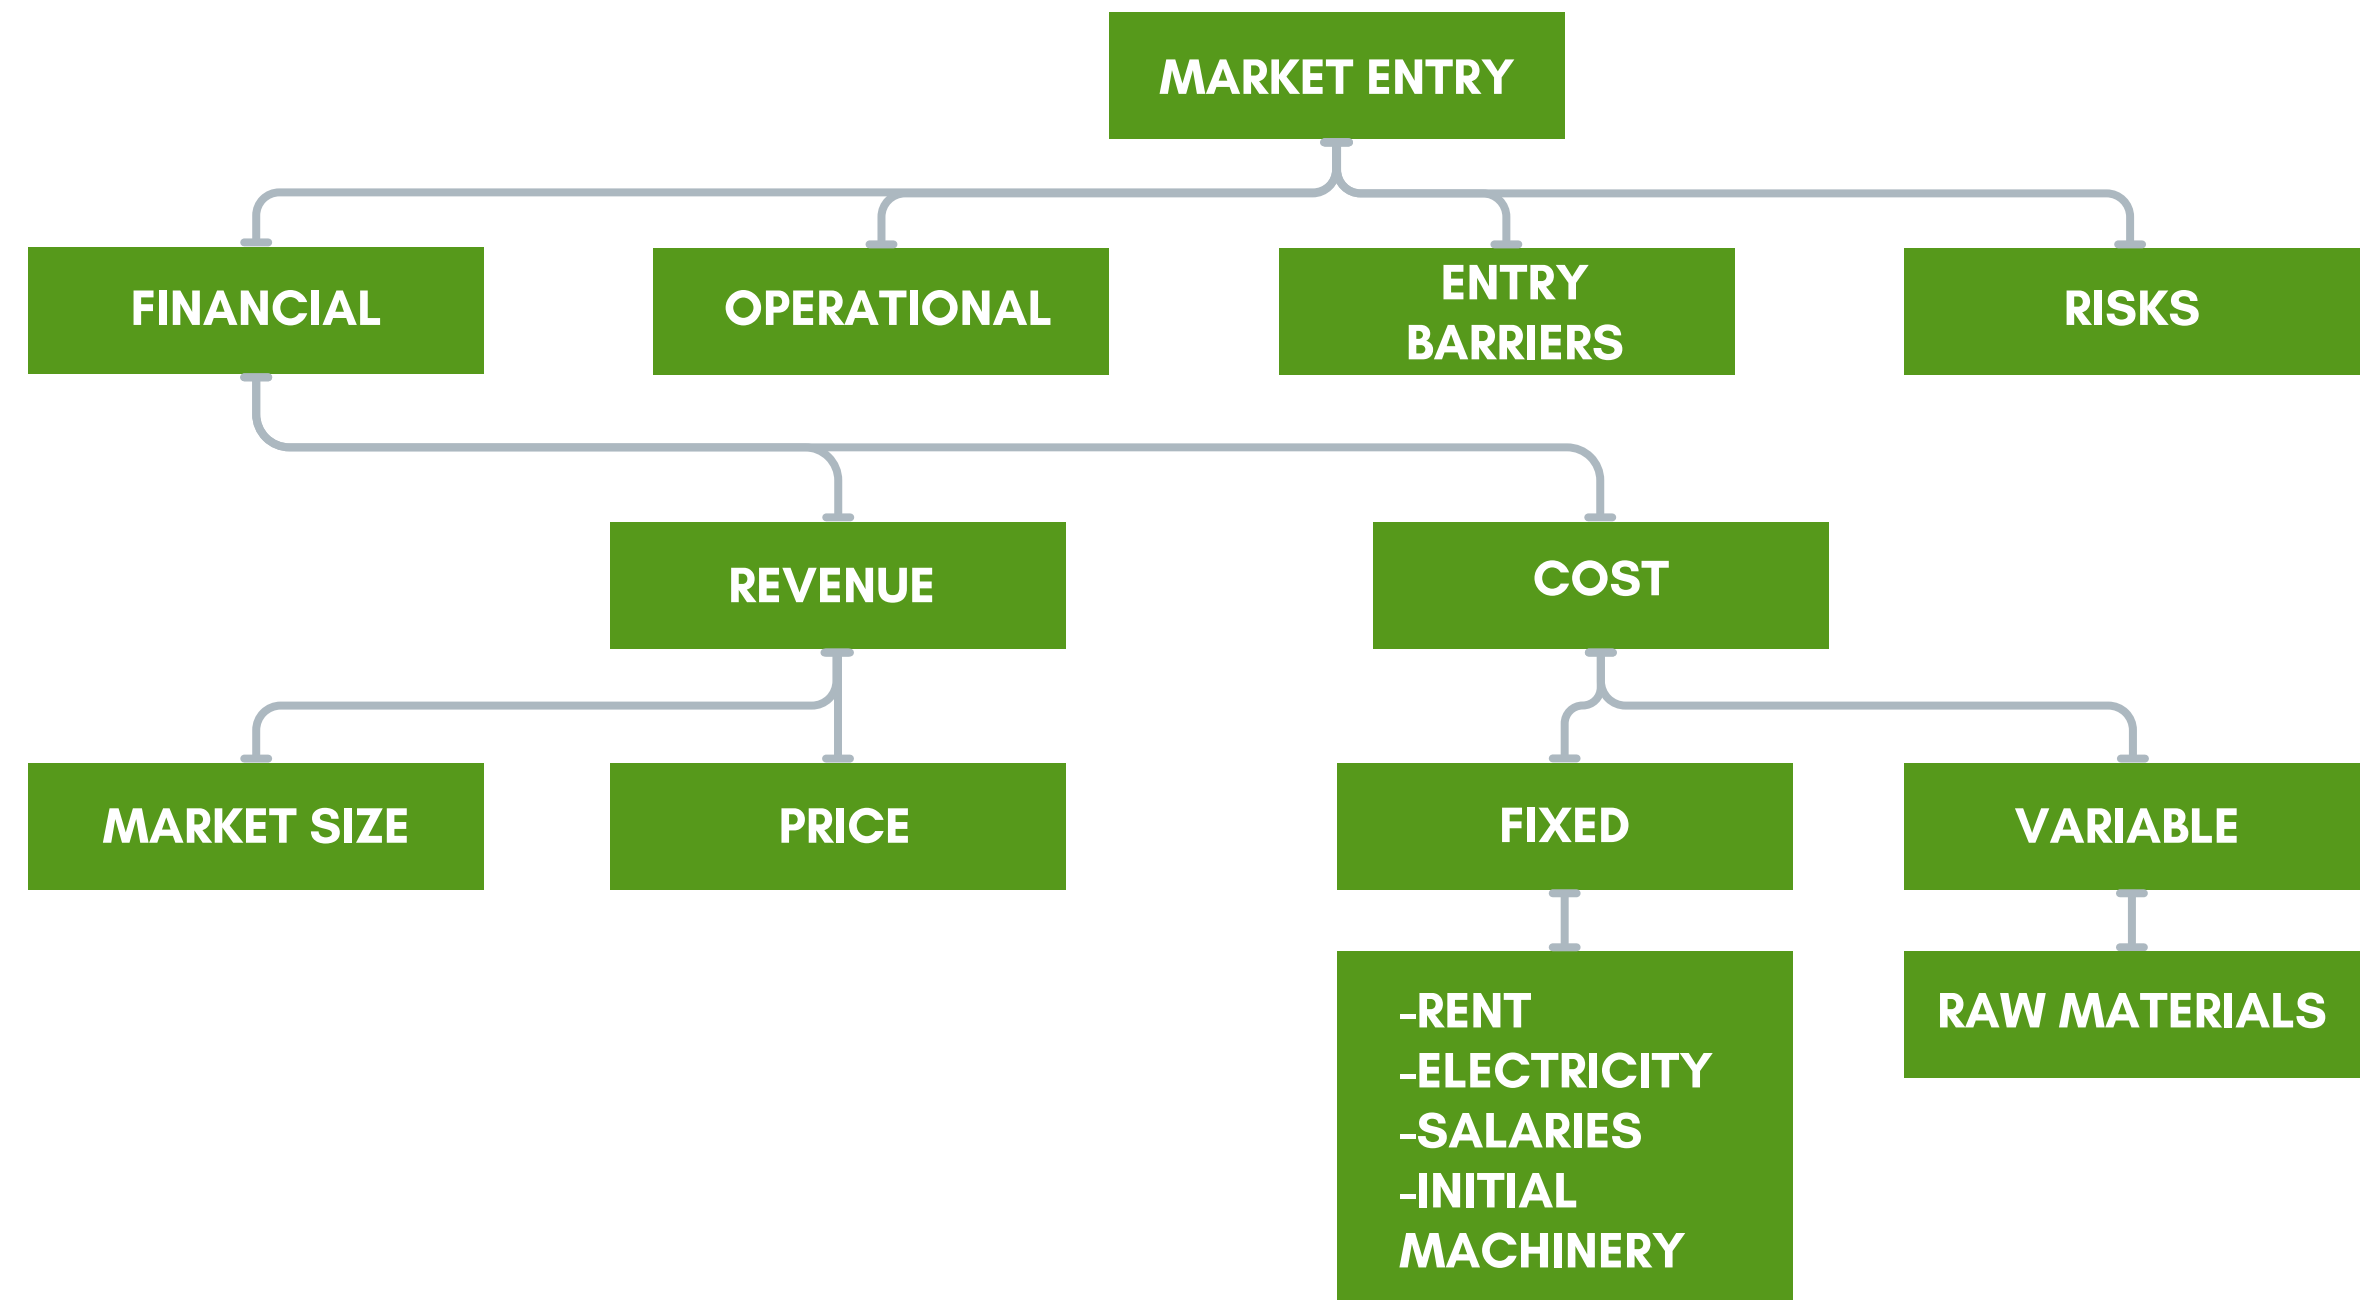 MARKET ENTRY
FINANCIAL
OPERATIONAL
ENTRY
BARRIERS
RISKS
REVENUE
COST
MARKET SIZE
PRICE
FIXED
VARIABLE
-RENT
-ELECTRICITY
-SALARIES
-INITIAL
MACHINERY
RAW MATERIALS